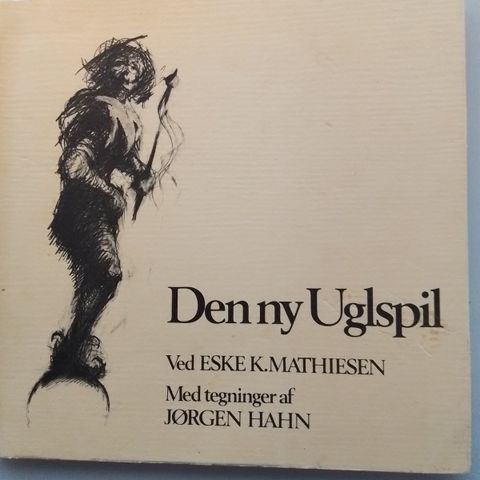 Den ny Uglspil
Ved ESKE K.MATHIESEN
Med tegninger af
JØRGEN HAHN